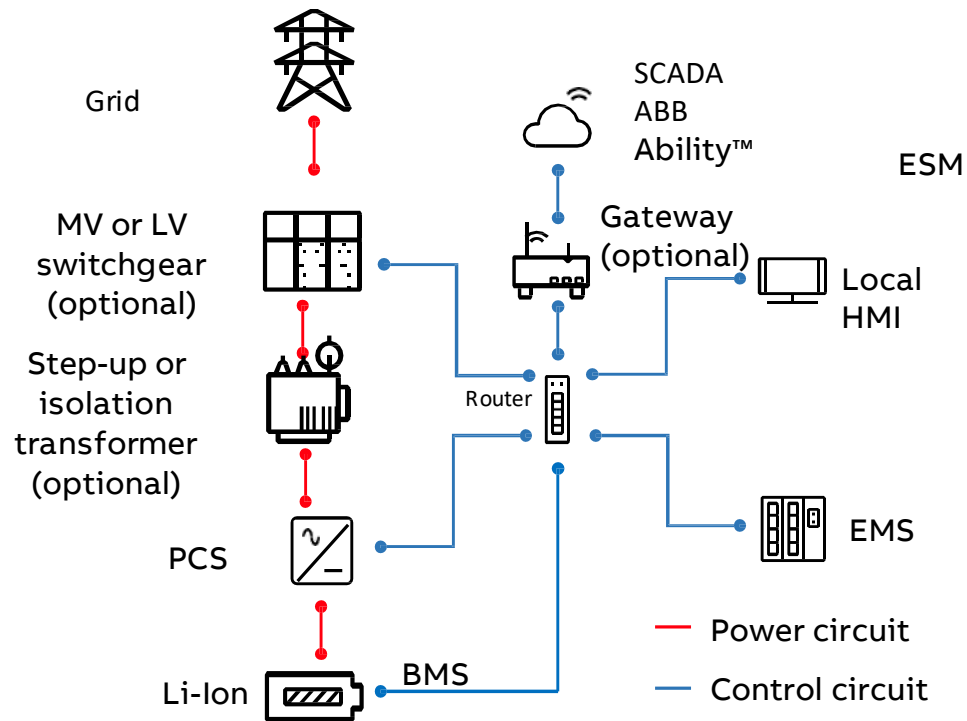 Grid
SCADA
ABB
Ability™
ESM
MV or LV
switchgear
(optional)
Gateway
(optional)
Local
HMI
Step-up or
isolation
transformer
(optional)
Router
PCS
EMS
Power circuit
Li-Ion
BMS
Control circuit